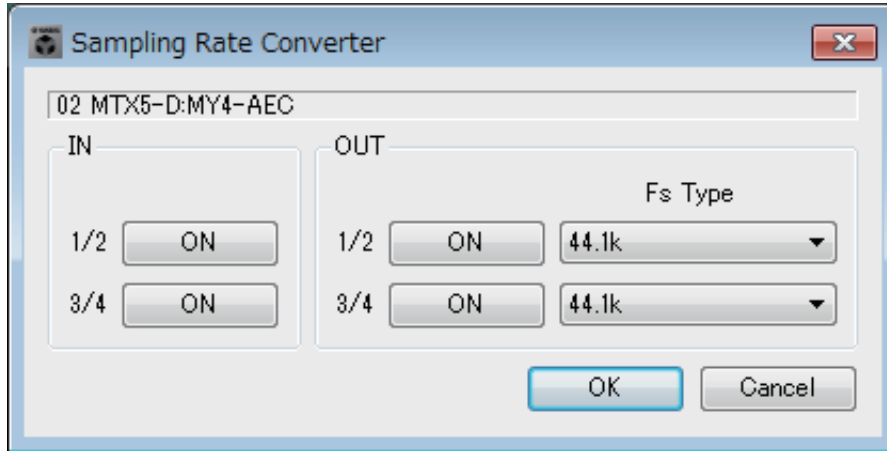 Sampling Rate Converter
02 MTX5-D:MY4-AEC
IN
OUT
Fs Type
1/2 ON
1/2 ON 44.1k
3/4 ON
3/4 ON 44.1k
OK Cancel